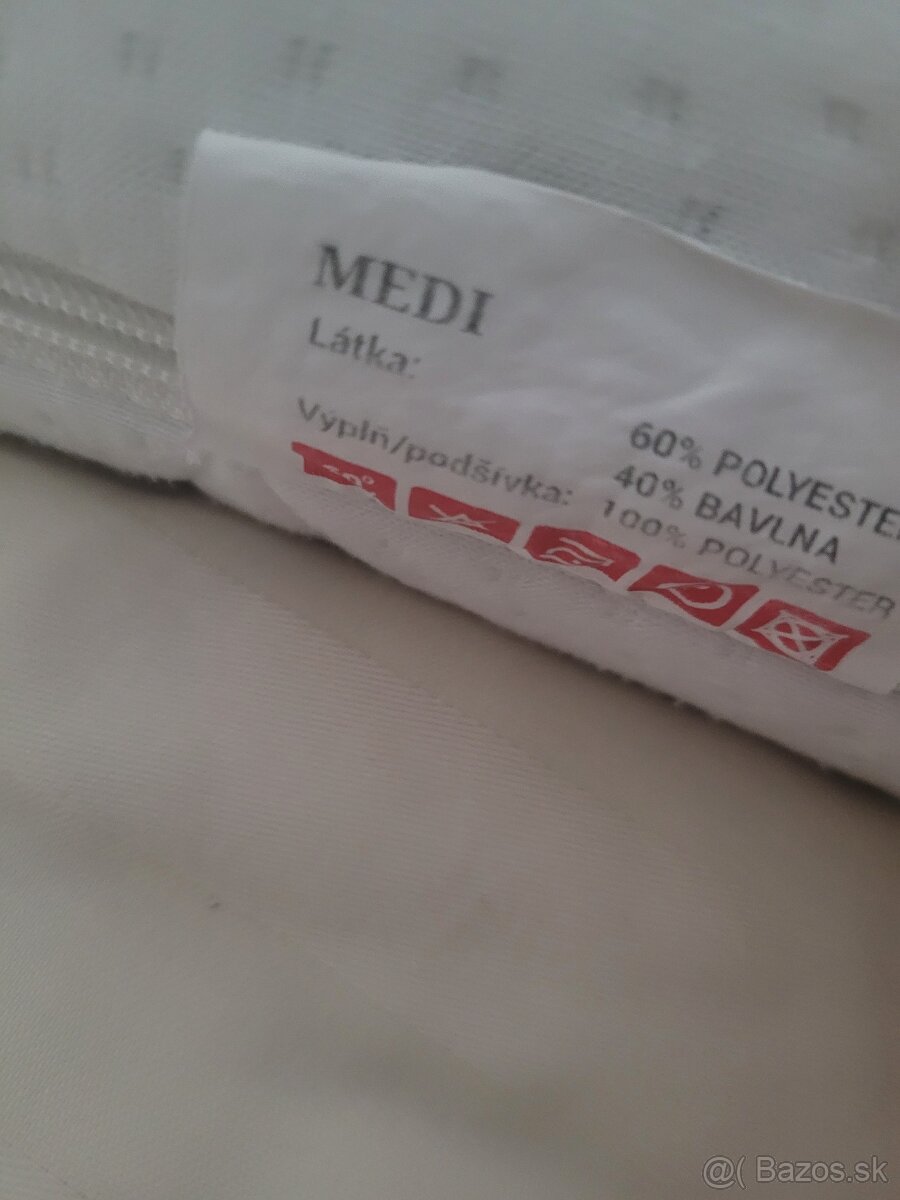 MEDI
Látka:
60% POLYESTER
40% BAVLNA
Výplň/podšívka: 100% POLYESTER
@( Bazos.sk